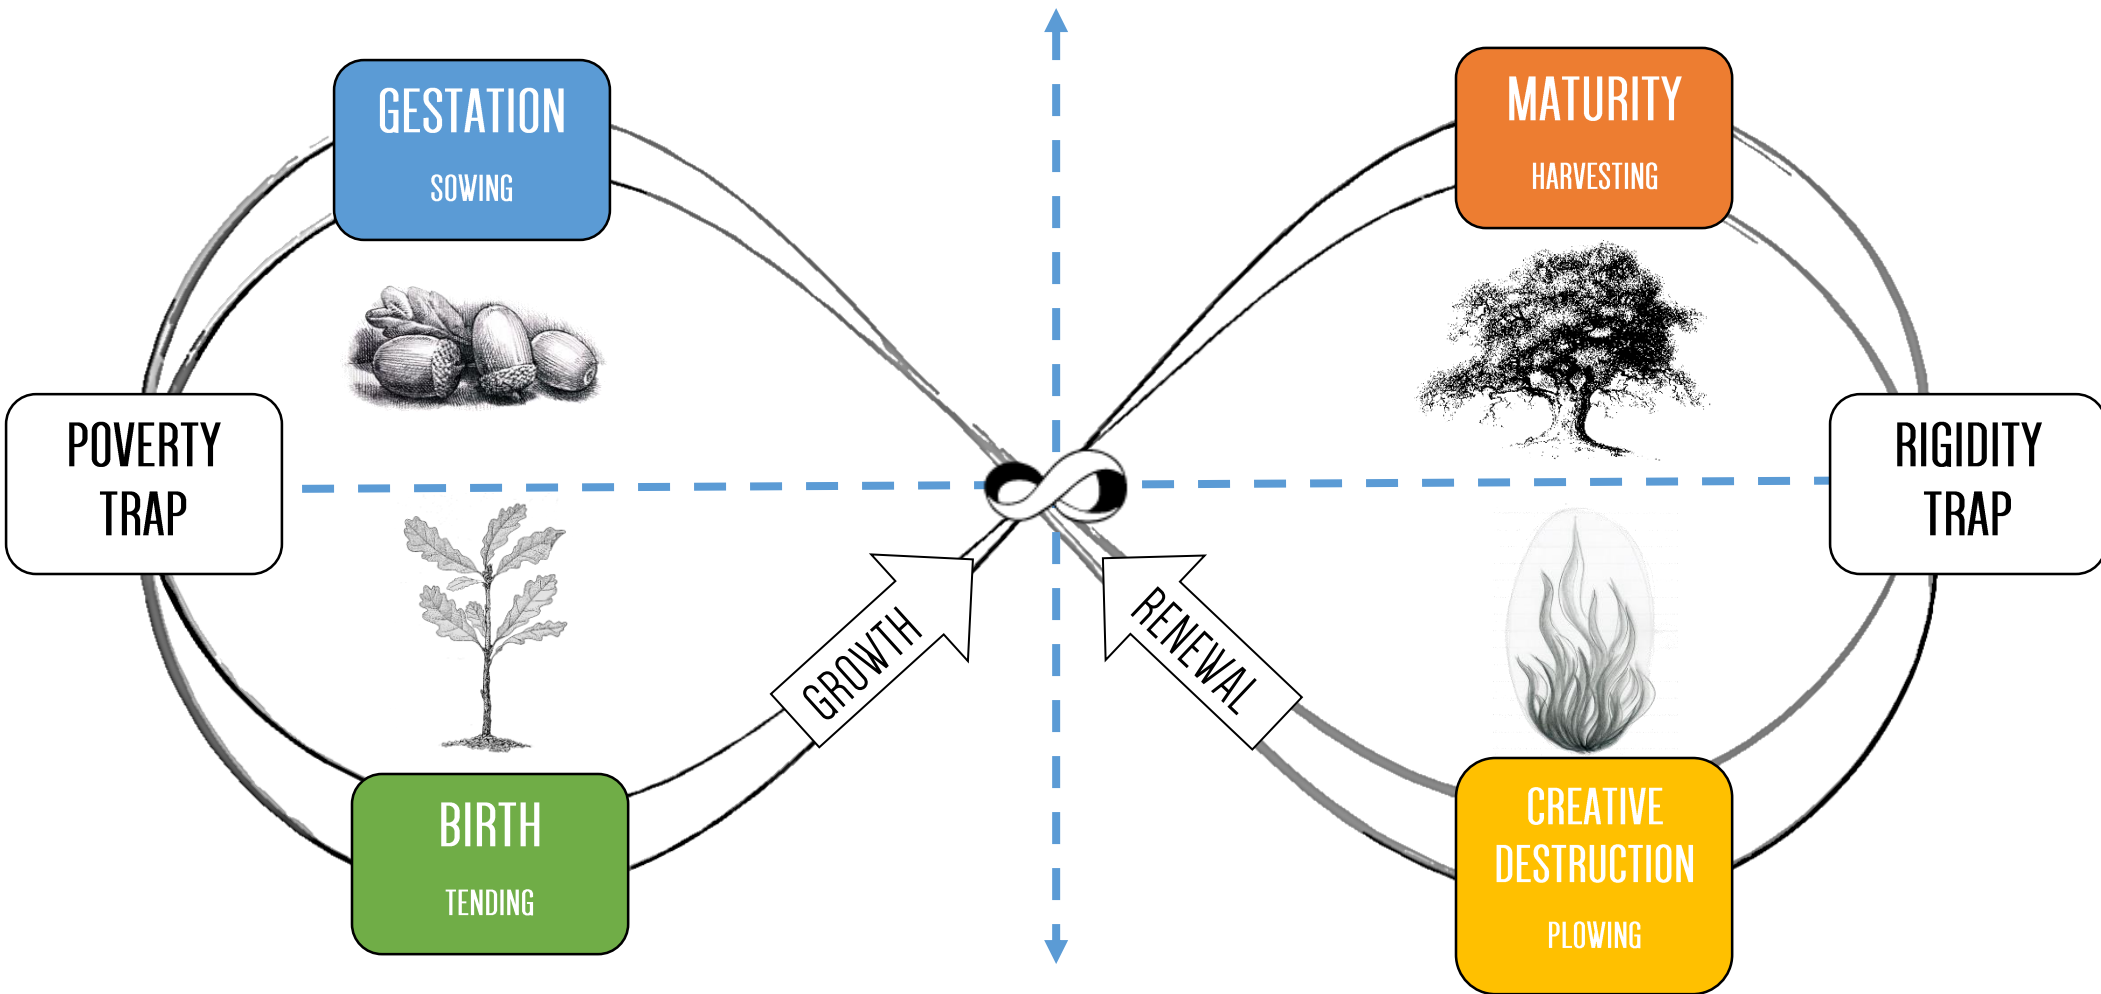 GESTATION
SOWING
MATURITY
HARVESTING
POVERTY
TRAP
RIGIDITY
TRAP
GROWTH
RENEWAL
BIRTH
TENDING
CREATIVE
DESTRUCTION
PLOWING